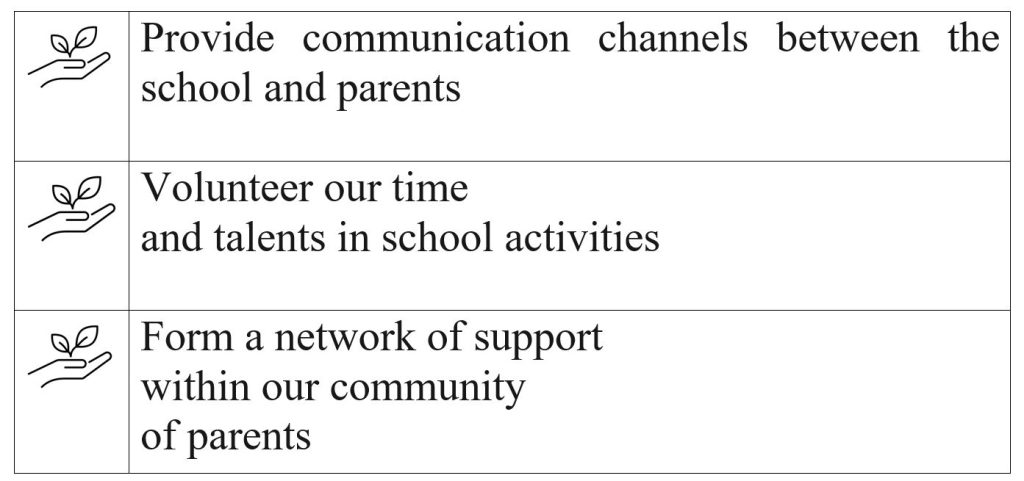 Provide communication channels between the
school and parents
Volunteer our time
and talents in school activities
Form a network of support
within our community
of parents